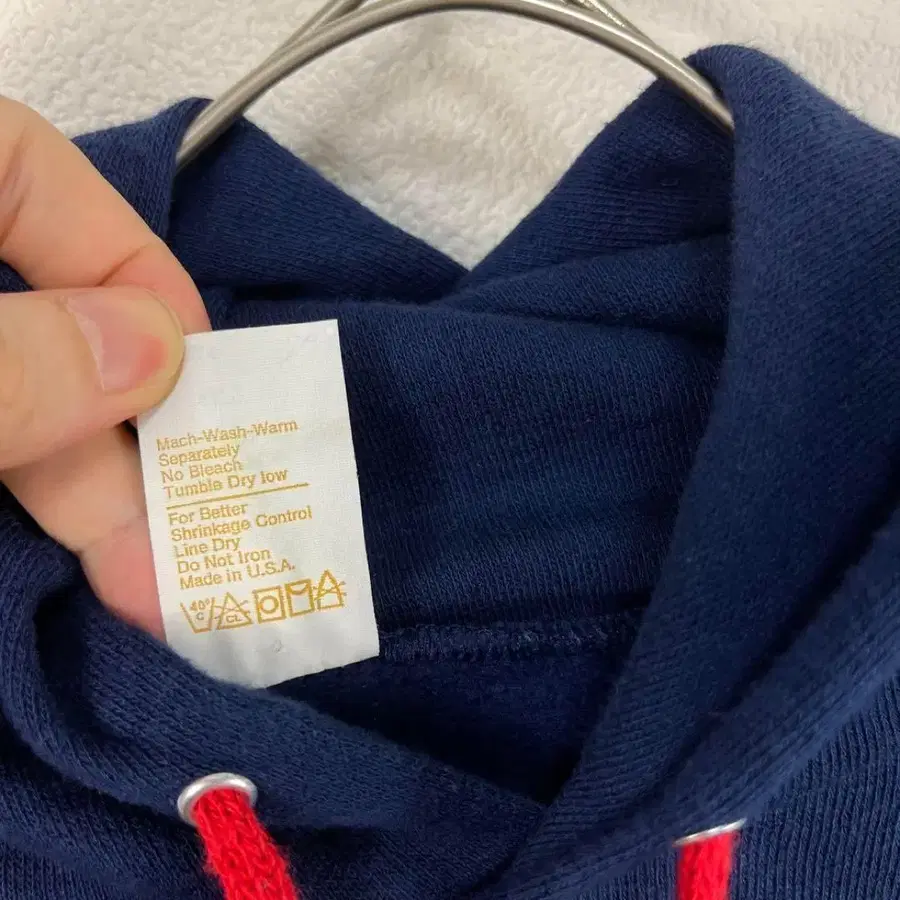 Mach-Wash-Warm
Separately
No Bleach
Tumble Dry low
For Better
Shrinkage Control
Line Dry
Do Not Iron
Made in U.S.A.
40° C CL